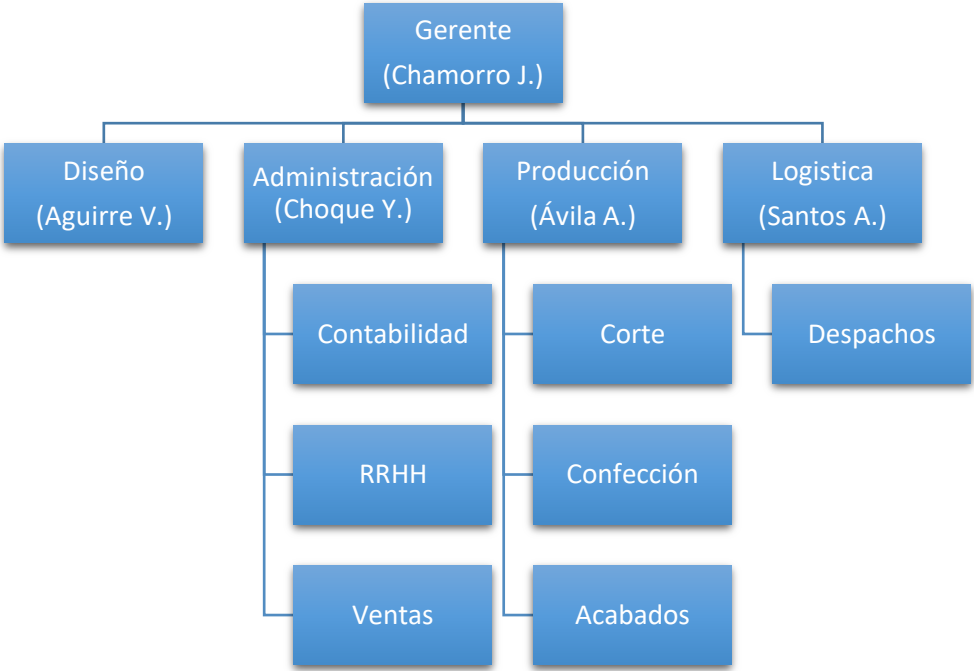 Gerente
(Chamorro J.)
Diseño
(Aguirre V.)
Administración
(Choque Y.)
Producción
(Ávila A.)
Logistica
(Santos A.)
Contabilidad
Corte
Despachos
RRHH
Confección
Ventas
Acabados